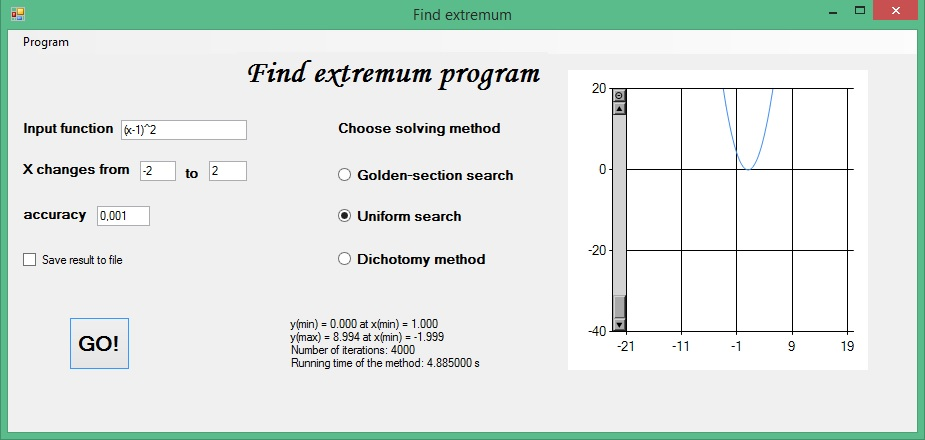 Find extremum
Program
Find extremum program
Input function (x-1)^2
X changes from -2 to 2
accuracy 0,001
Save result to file
GO!
Choose solving method
Golden-section search
Uniform search
Dichotomy method
y(min) = 0.000 at x(min) = 1.000
y(max) = 8.994 at x(min) = -1.999
Number of iterations: 4000
Running time of the method: 4.885000 s
20
0
-20
-40
-21 -11 -1 9 19